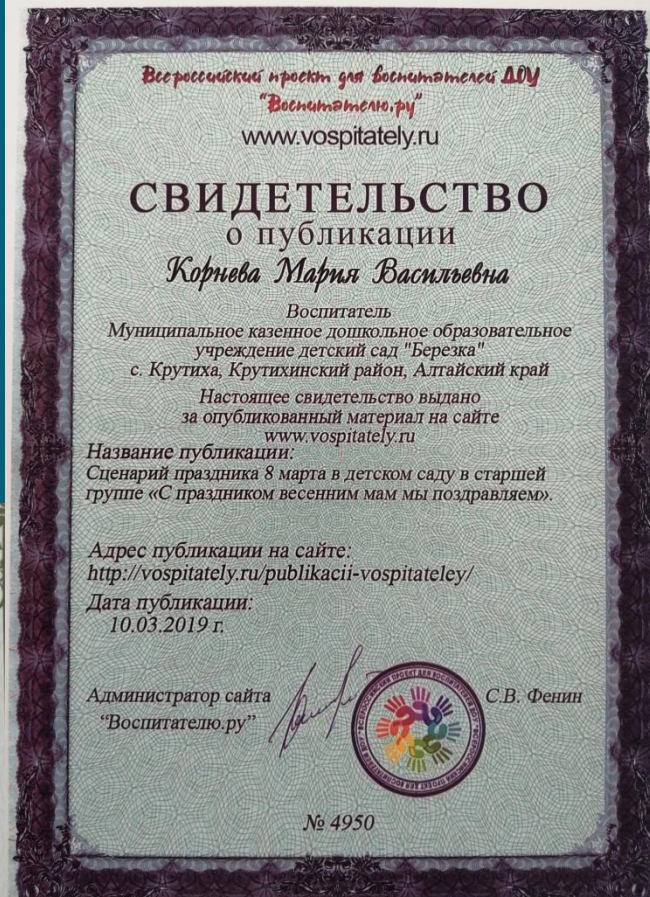 Всероссийский проект для воспитателей ДОУ
"Воспитателю.ру"
www.vospitately.ru
СВИДЕТЕЛЬСТВО
о публикации
Корнева Мария Васильевна
Воспитатель
Муниципальное казенное дошкольное образовательное
учреждение детский сад "Березка"
с. Крутиха, Крутихинский район, Алтайский край
Настоящее свидетельство выдано
за опубликованный материал на сайте
www.vospitately.ru
Название публикации:
Сценарий праздника 8 марта в детском саду в старшей
группе «С праздником весенним мам мы поздравляем».
Адрес публикации на сайте:
http://vospitately.ru/publikacii-vospitateley/
Дата публикации:
10.03.2019 г.
Администратор сайта
"Воспитателю.ру"
С.В. Фенин
№ 4950